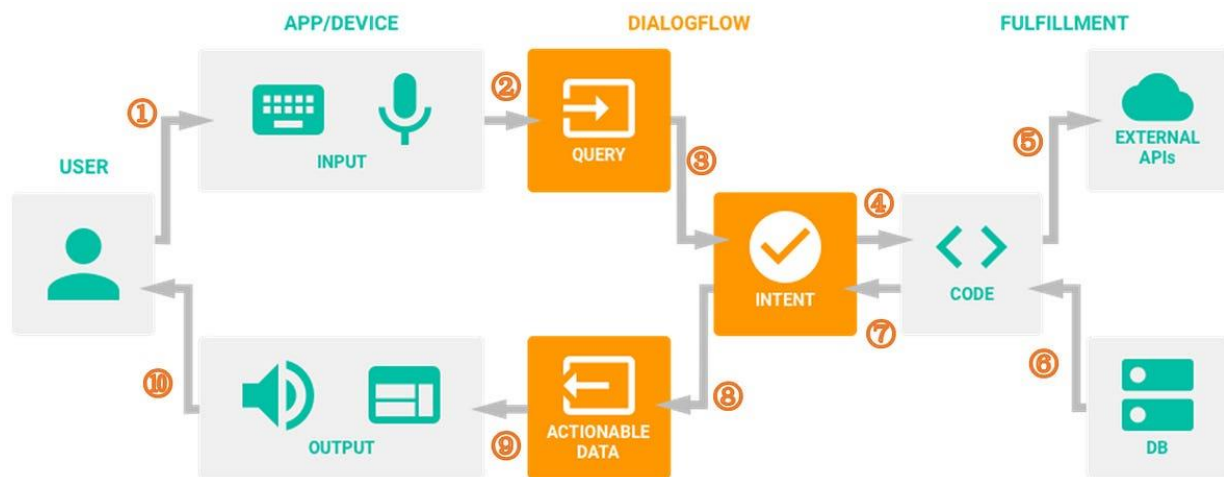 APP/DEVICE
DIALOGFLOW
FULFILLMENT
①
②
INPUT
QUERY
③
④
⑤
EXTERNAL
APIs
USER
INTENT
CODE
⑦
⑥
⑩
OUTPUT
⑨
ACTIONABLE
DATA
⑧
DB